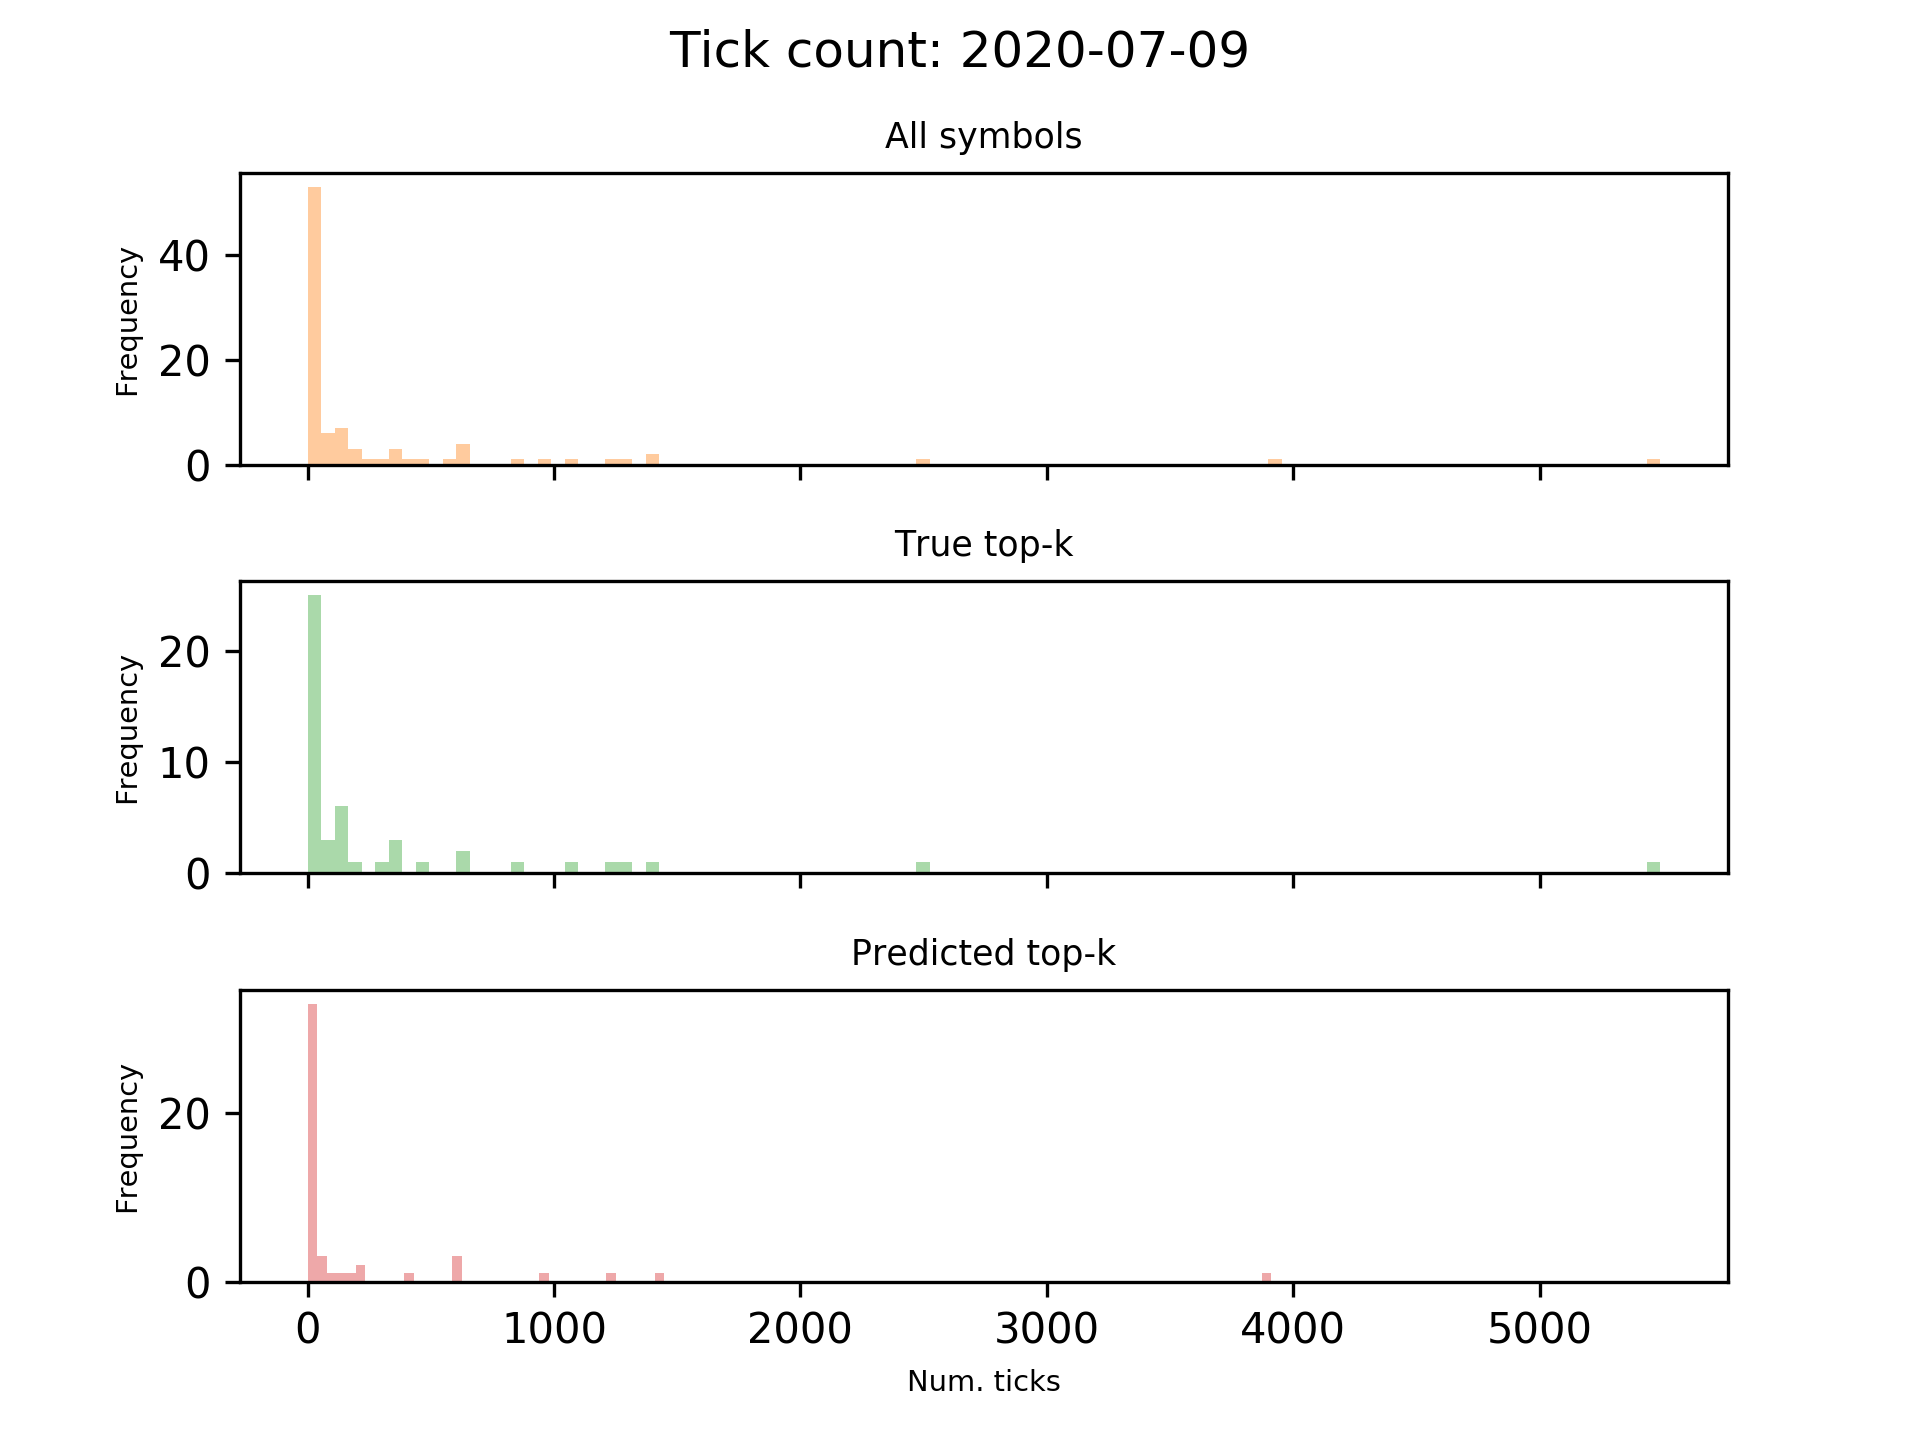 Tick count: 2020-07-09
All symbols
Frequency
40
20
0
True top-k
Frequency
20
10
0
Predicted top-k
Frequency
20
0
0 1000 2000 3000 4000 5000
Num. ticks